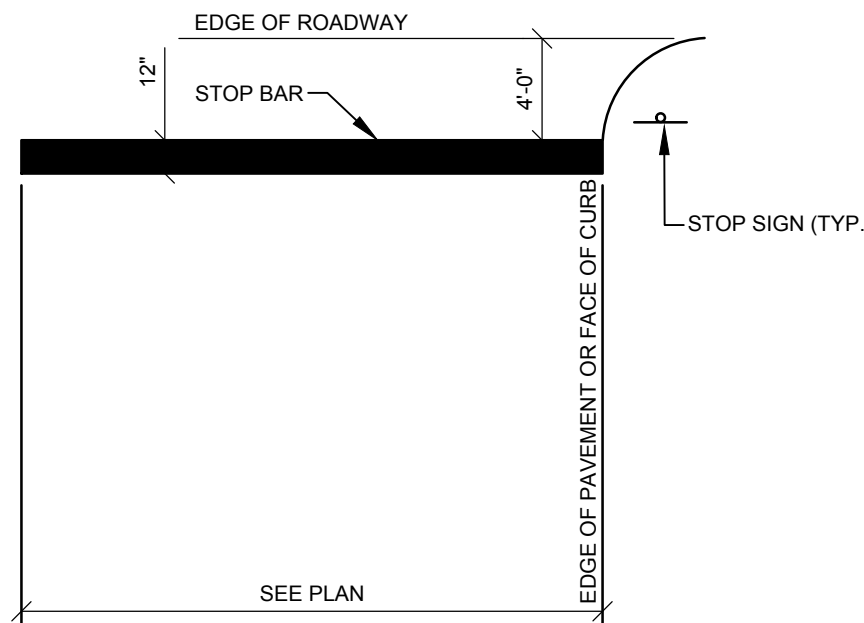 EDGE OF ROADWAY
12"
4'-0"
STOP BAR
STOP SIGN (TYP.
EDGE OF PAVEMENT OR FACE OF CURB
SEE PLAN